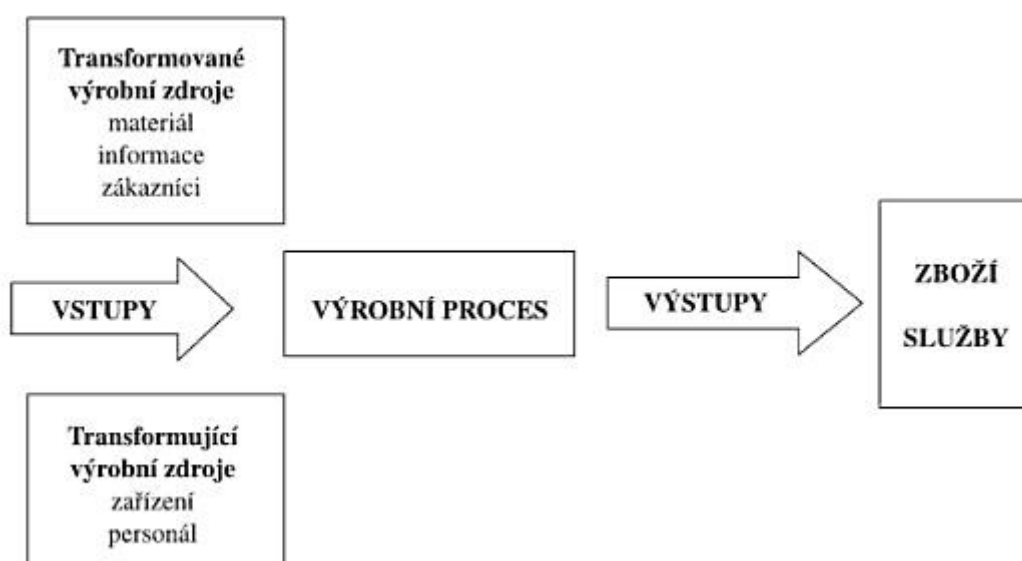 Transformované
výrobní zdroje
materiál
informace
zákazníci
VSTUPY
VÝROBNÍ PROCES
VÝSTUPY
ZBOŽÍ
SLUŽBY
Transformující
výrobní zdroje
zařízení
personál